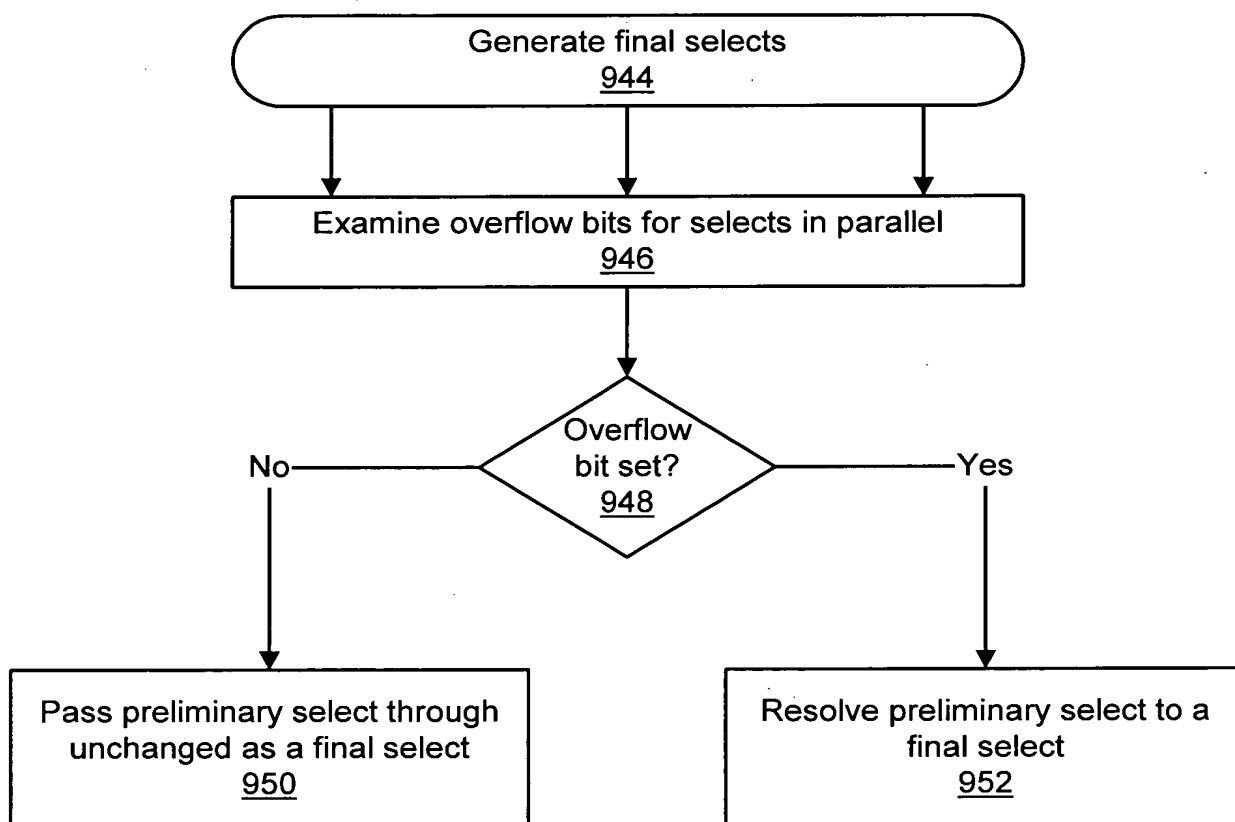 Generate final selects
944
Examine overflow bits for selects in parallel
946
Overflow
bit set?
948
No
Yes
Pass preliminary select through
unchanged as a final select
950
Resolve preliminary select to a
final select
952